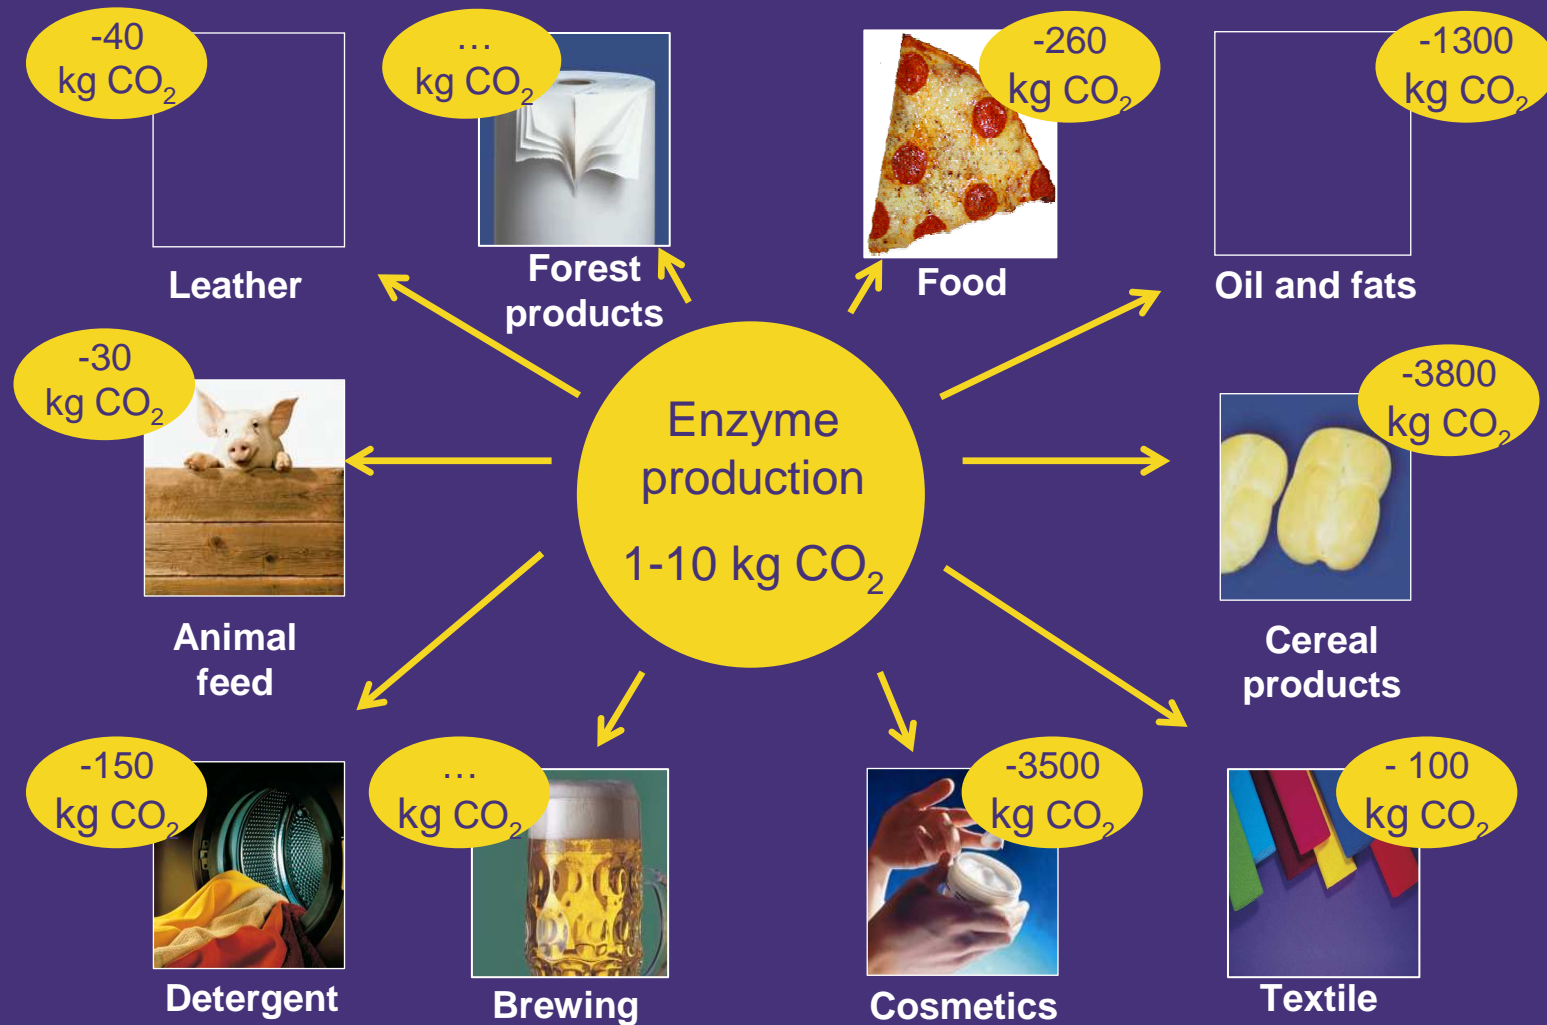 -40
kg CO₂
Leather
…
kg CO₂
Forest
products
-260
kg CO₂
Food
-1300
kg CO₂
Oil and fats
-30
kg CO₂
Animal
feed
Enzyme
production
1-10 kg CO₂
-3800
kg CO₂
Cereal
products
-150
kg CO₂
Detergent
…
kg CO₂
Brewing
-3500
kg CO₂
Cosmetics
- 100
kg CO₂
Textile